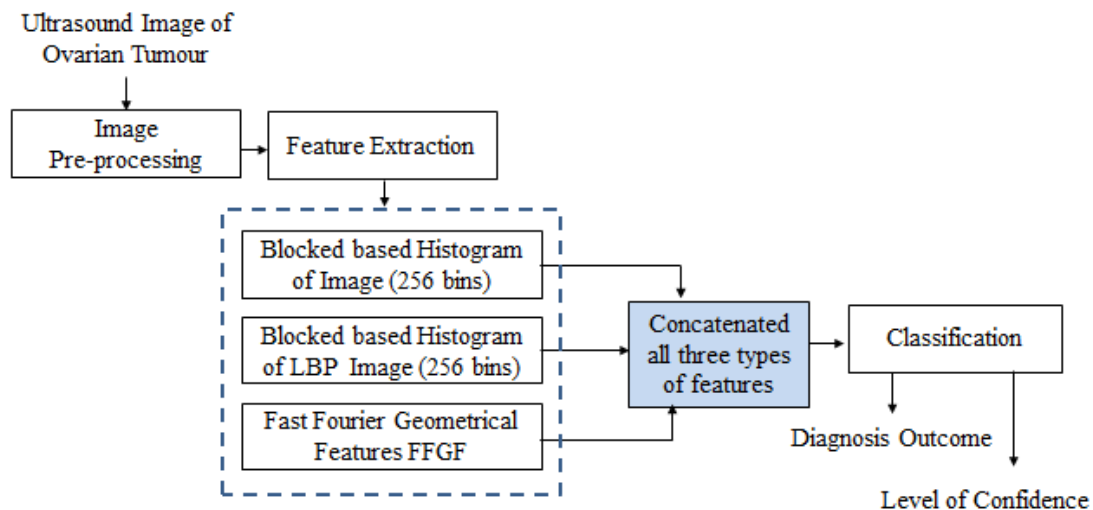 Ultrasound Image of
Ovarian Tumour
Image
Pre-processing
Feature Extraction
Blocked based Histogram
of Image (256 bins)
Blocked based Histogram
of LBP Image (256 bins)
Fast Fourier Geometrical
Features FFGF
Concatenated
all three types
of features
Classification
Diagnosis Outcome
Level of Confidence